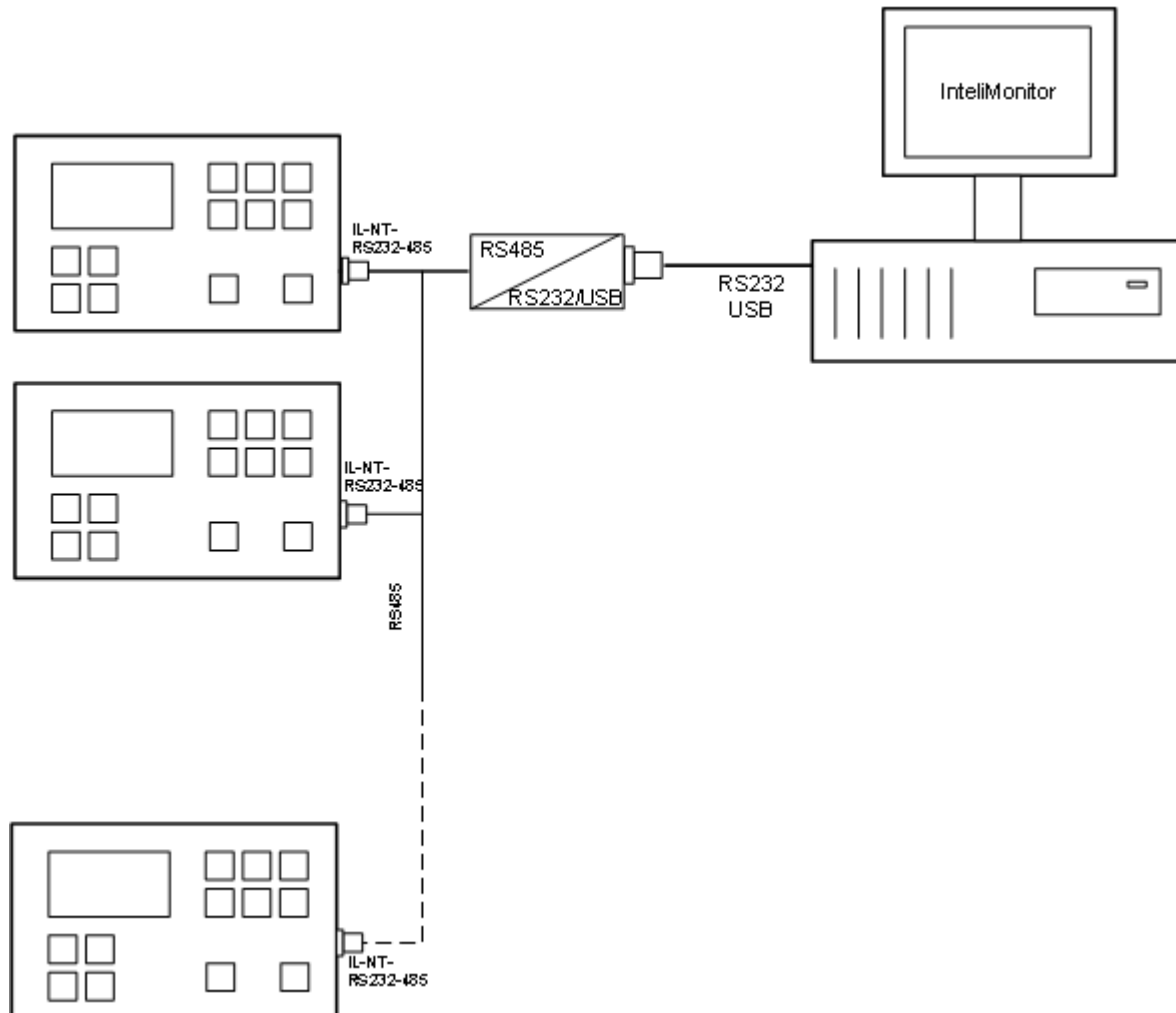 InteliMonitor
IL-NT-
RS232-485
RS485
RS232/USB
RS232
USB
IL-NT-
RS232-485
RS485
IL-NT-
RS232-485